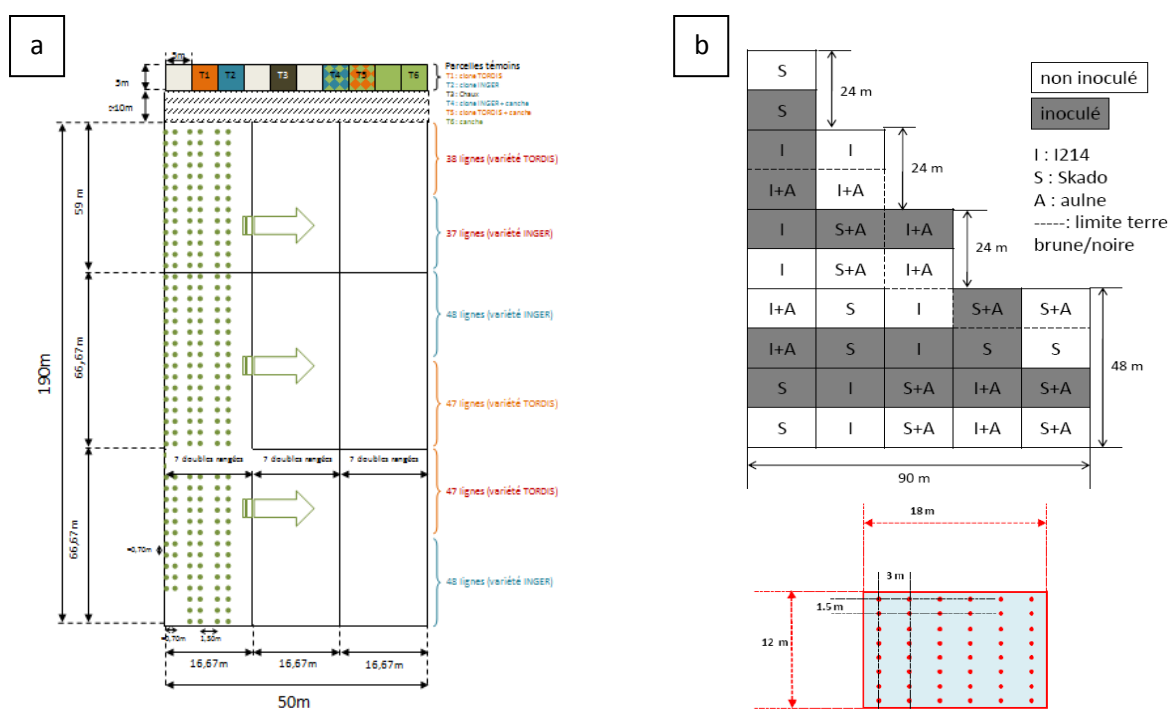 a
5m
T1 T2 T3 T4 T5 T6
5m
≈10m
Parcelles témoins
T1 : clone TORDIS
T2 : clone INGER
T3 : Chaux
T4 : clone INGER + canche
T5 : clone TORDIS + canche
T6 : canche
38 lignes (variété TORDIS)
59 m
37 lignes (variété INGER)
48 lignes (variété INGER)
190m
66,67m
47 lignes (variété TORDIS)
7 doubles rangées 7 doubles rangées 7 doubles rangées
47 lignes (variété TORDIS)
66,67m
≈0,70m
48 lignes (variété INGER)
≈0,70m 1,50m
16,67m 16,67m 16,67m
50m
b
S
24 m
S
I I
24 m
I+A I+A
I S+A I+A
24 m
I S+A I+A
I+A S I S+A S+A
I+A S I S S
48 m
S I S+A I+A S+A
S I S+A I+A S+A
90 m
non inoculé
inoculé
I : I214
S : Skado
A : aulne
-----: limite terre
brune/noire
18 m
3 m
1.5 m
12 m